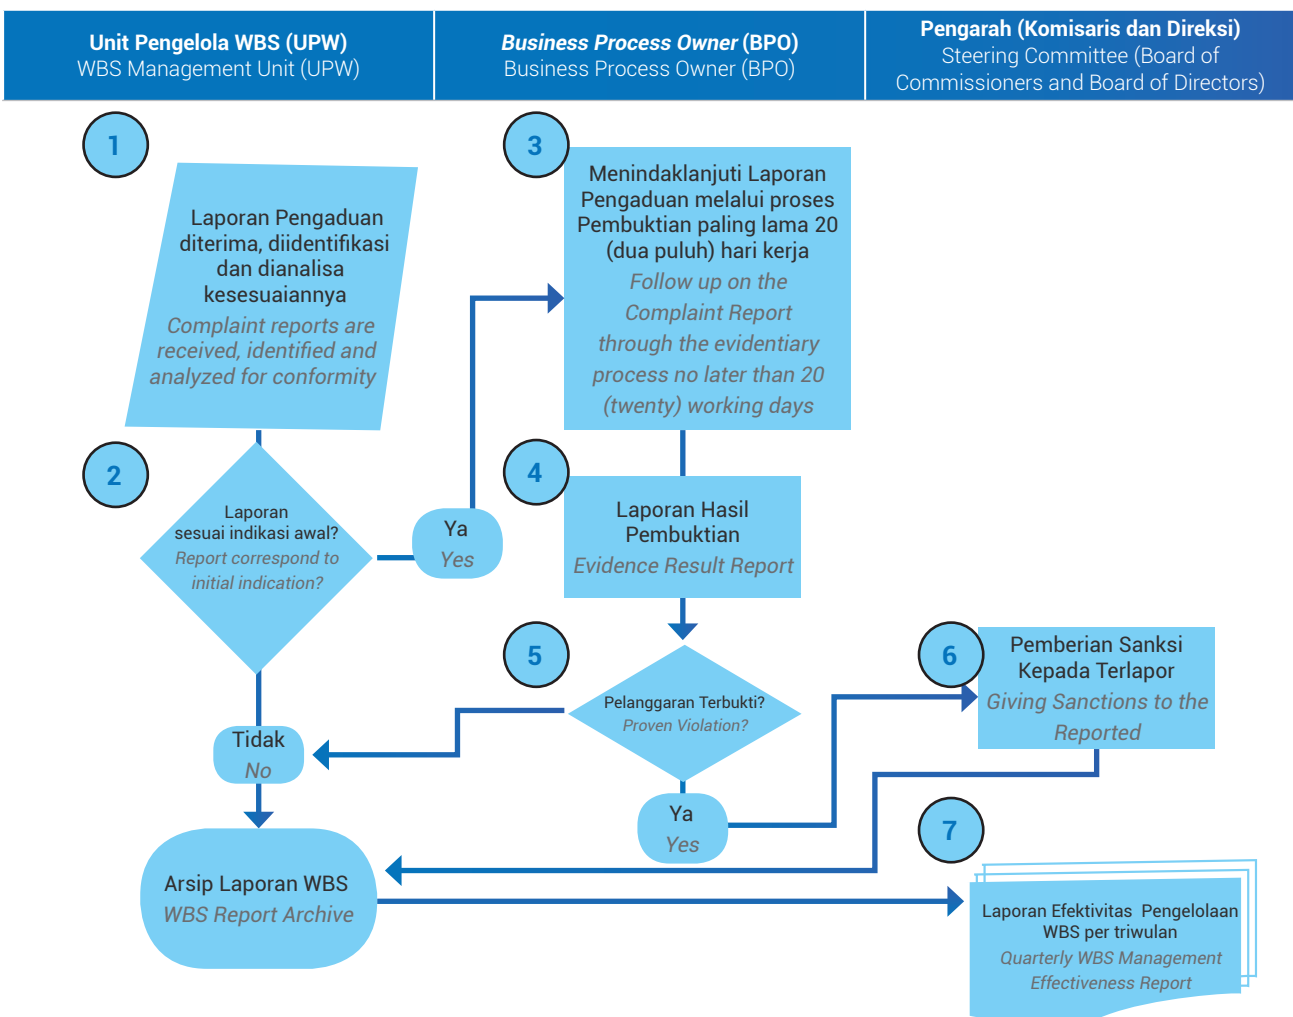 Unit Pengelola WBS (UPW)
WBS Management Unit (UPW)
Business Process Owner (BPO)
Business Process Owner (BPO)
Pengarah (Komisaris dan Direksi)
Steering Committee (Board of
Commissioners and Board of Directors)
1
Laporan Pengaduan
diterima, diidentifikasi
dan dianalisa
kesesuaiannya
Complaint reports are
received, identified and
analyzed for conformity
2
Laporan
sesuai indikasi awal?
Report correspond to
initial indication?
Ya
Yes
Tidak
No
Arsip Laporan WBS
WBS Report Archive
3
Menindaklanjuti Laporan
Pengaduan melalui proses
Pembuktian paling lama 20
(dua puluh) hari kerja
Follow up on the
Complaint Report
through the evidentiary
process no later than 20
(twenty) working days
4
Laporan Hasil
Pembuktian
Evidence Result Report
5
Pelanggaran Terbukti?
Proven Violation?
Ya
Yes
6
Pemberian Sanksi
Kepada Terlapor
Giving Sanctions to the
Reported
7
Laporan Efektivitas Pengelolaan
WBS per triwulan
Quarterly WBS Management
Effectiveness Report